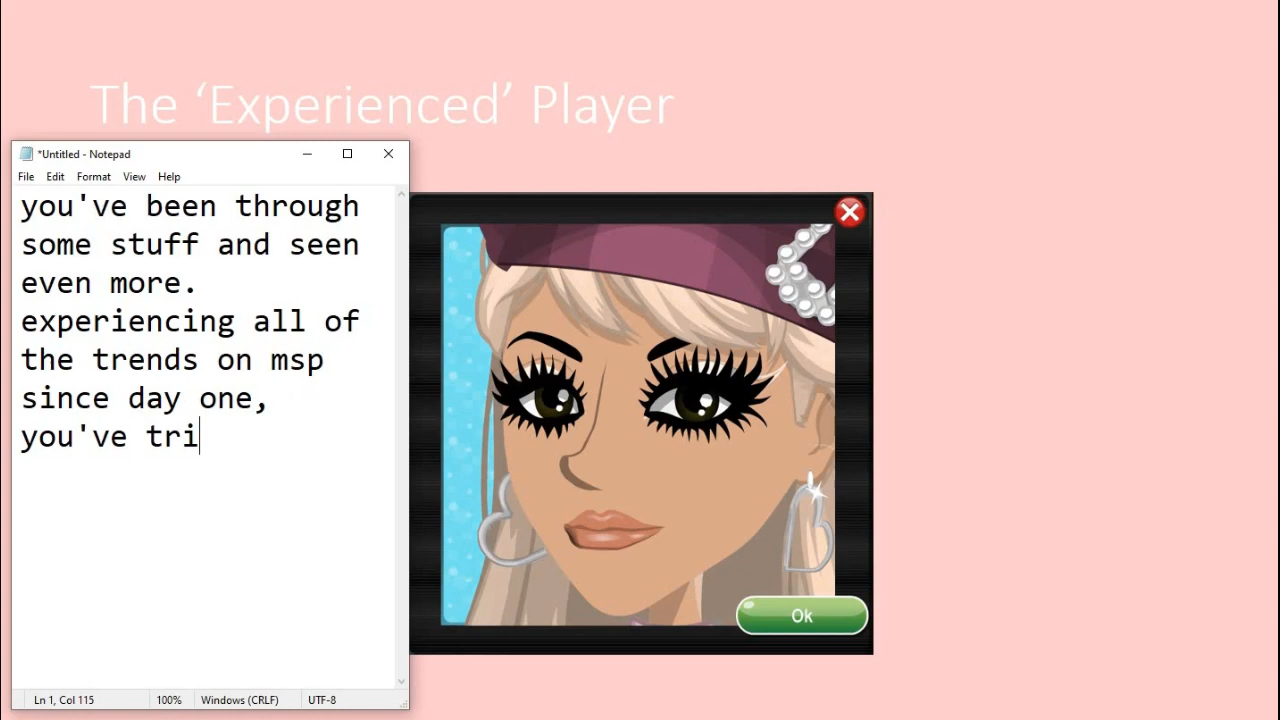 The ‘Experienced’ Player
*Untitled - Notepad
File Edit Format View Help
you've been through
some stuff and seen
even more.
experiencing all of
the trends on msp
since day one,
you've tri
Ok
Ln 1, Col 115 100% Windows (CRLF) UTF-8